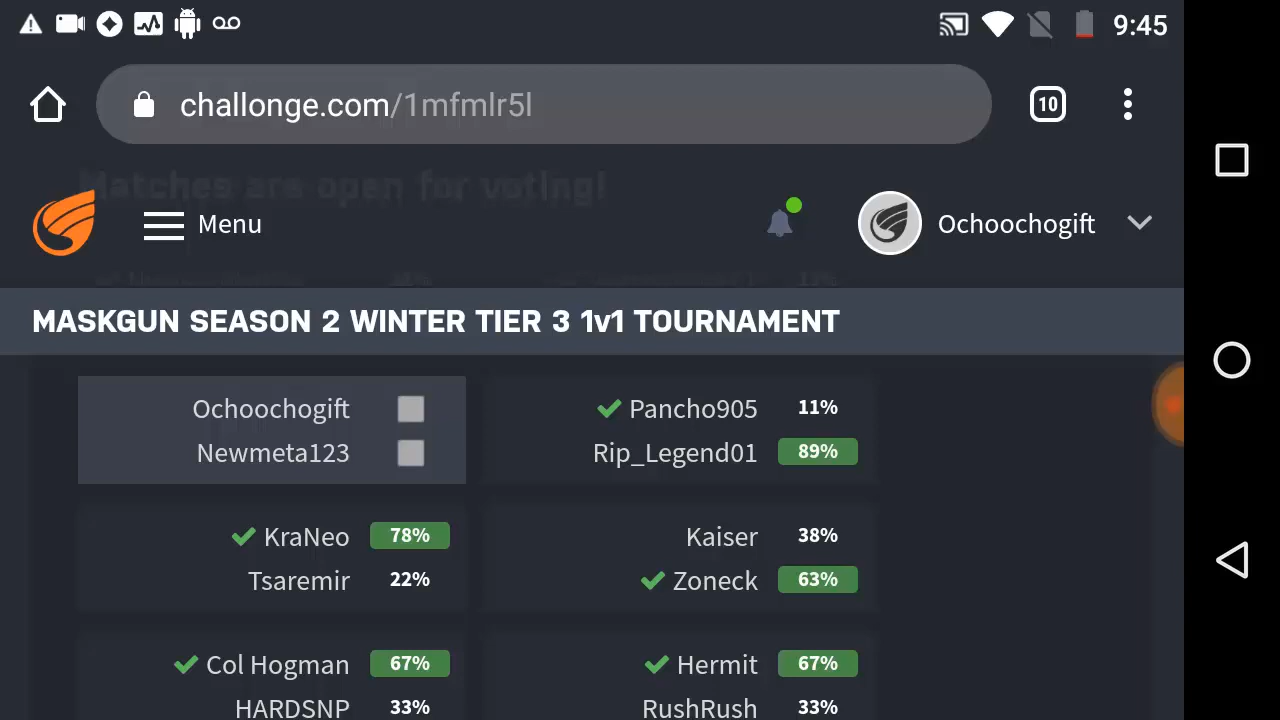 9:45
challonge.com/1mfmlr5l
10
Matches are open for voting!
Menu
Ochoochogift
MASKGUN SEASON 2 WINTER TIER 3 1v1 TOURNAMENT
Ochoochogift
Newmeta123
Pancho905 11%
Rip_Legend01 89%
KraNeo 78%
Tsaremir 22%
Kaiser 38%
Zoneck 63%
Col Hogman 67%
HARDSNP 33%
Hermit 67%
RushRush 33%